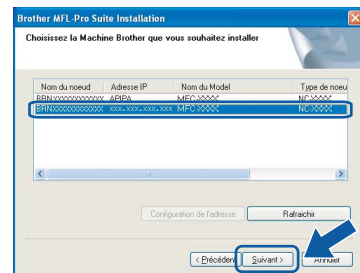 Brother MFL-Pro Suite Installation
Choisissez la Machine Brother que vous souhaitez installer
Nom du noeud Adresse IP Nom du Model Type de noeu
BRNXXXXXXXXXXXX APIPA MFC-XXXX NC-XXXX
BRNXXXXXXXXXXXX xxx.xxx.xxx.xxx MFC-XXXX NC-XXXX
Configuration de l'adresse Rafraichir
< Précéden Suivant > Annuler